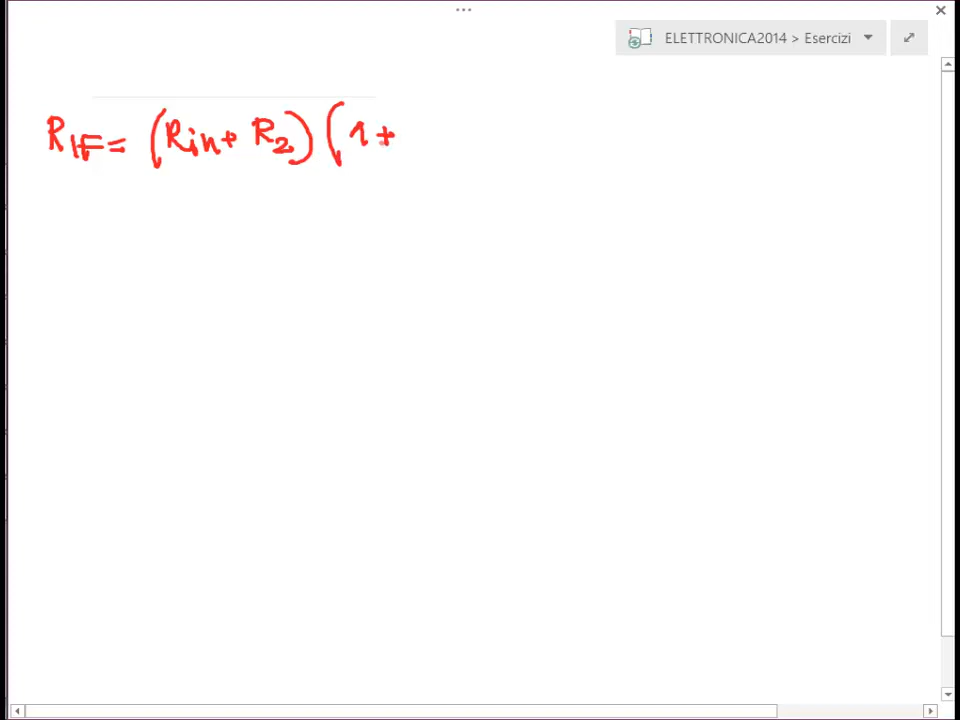 ELETTRONICA2014 > Esercizi
R1F = (Rin + R2) (1 +